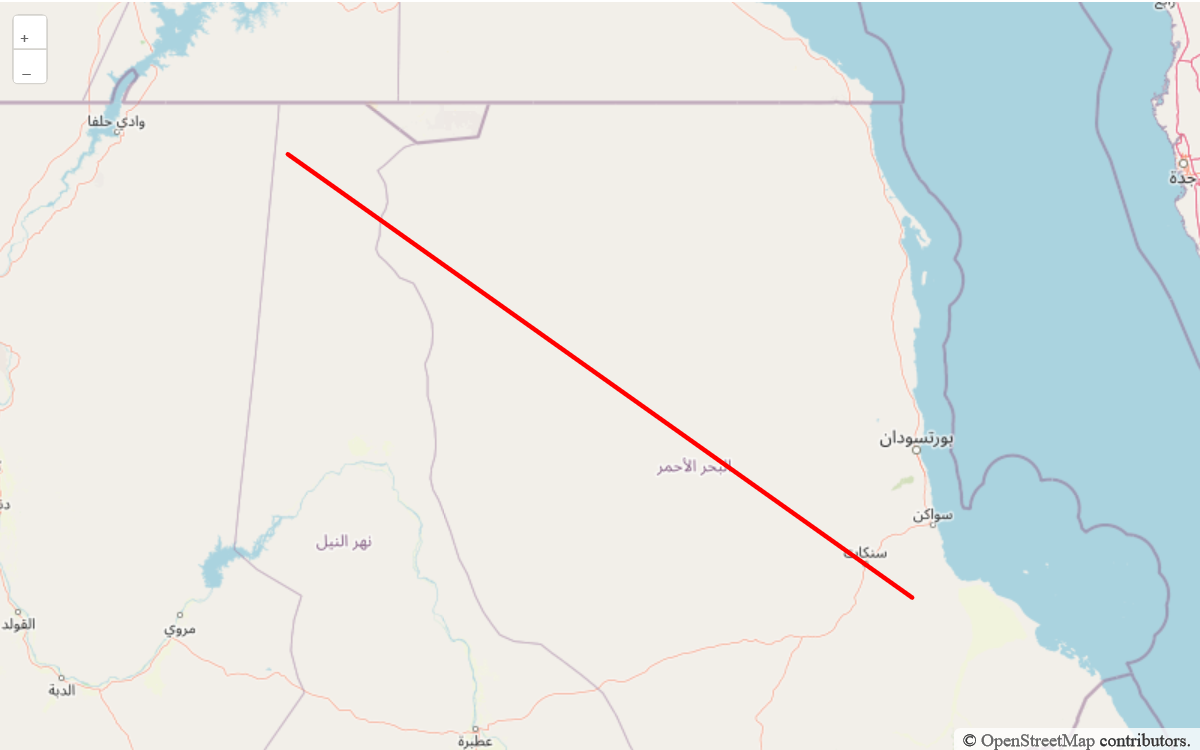 +
–
وادي حلفا
جدة
بورتسودان
البحر الأحمر
سواكن
نهر النيل
سنكات
القولد
مروي
الدبة
عطبرة
© OpenStreetMap contributors.